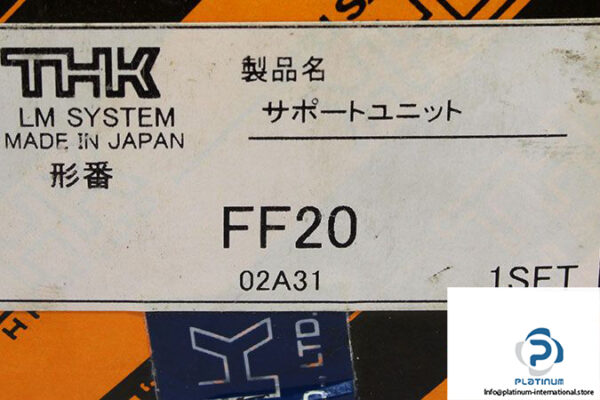 THK
LM SYSTEM
MADE IN JAPAN
形番
製品名
サポートユニット
FF20
02A31
1SET
LTD.
PLATINUM
Info@platinum-international.store